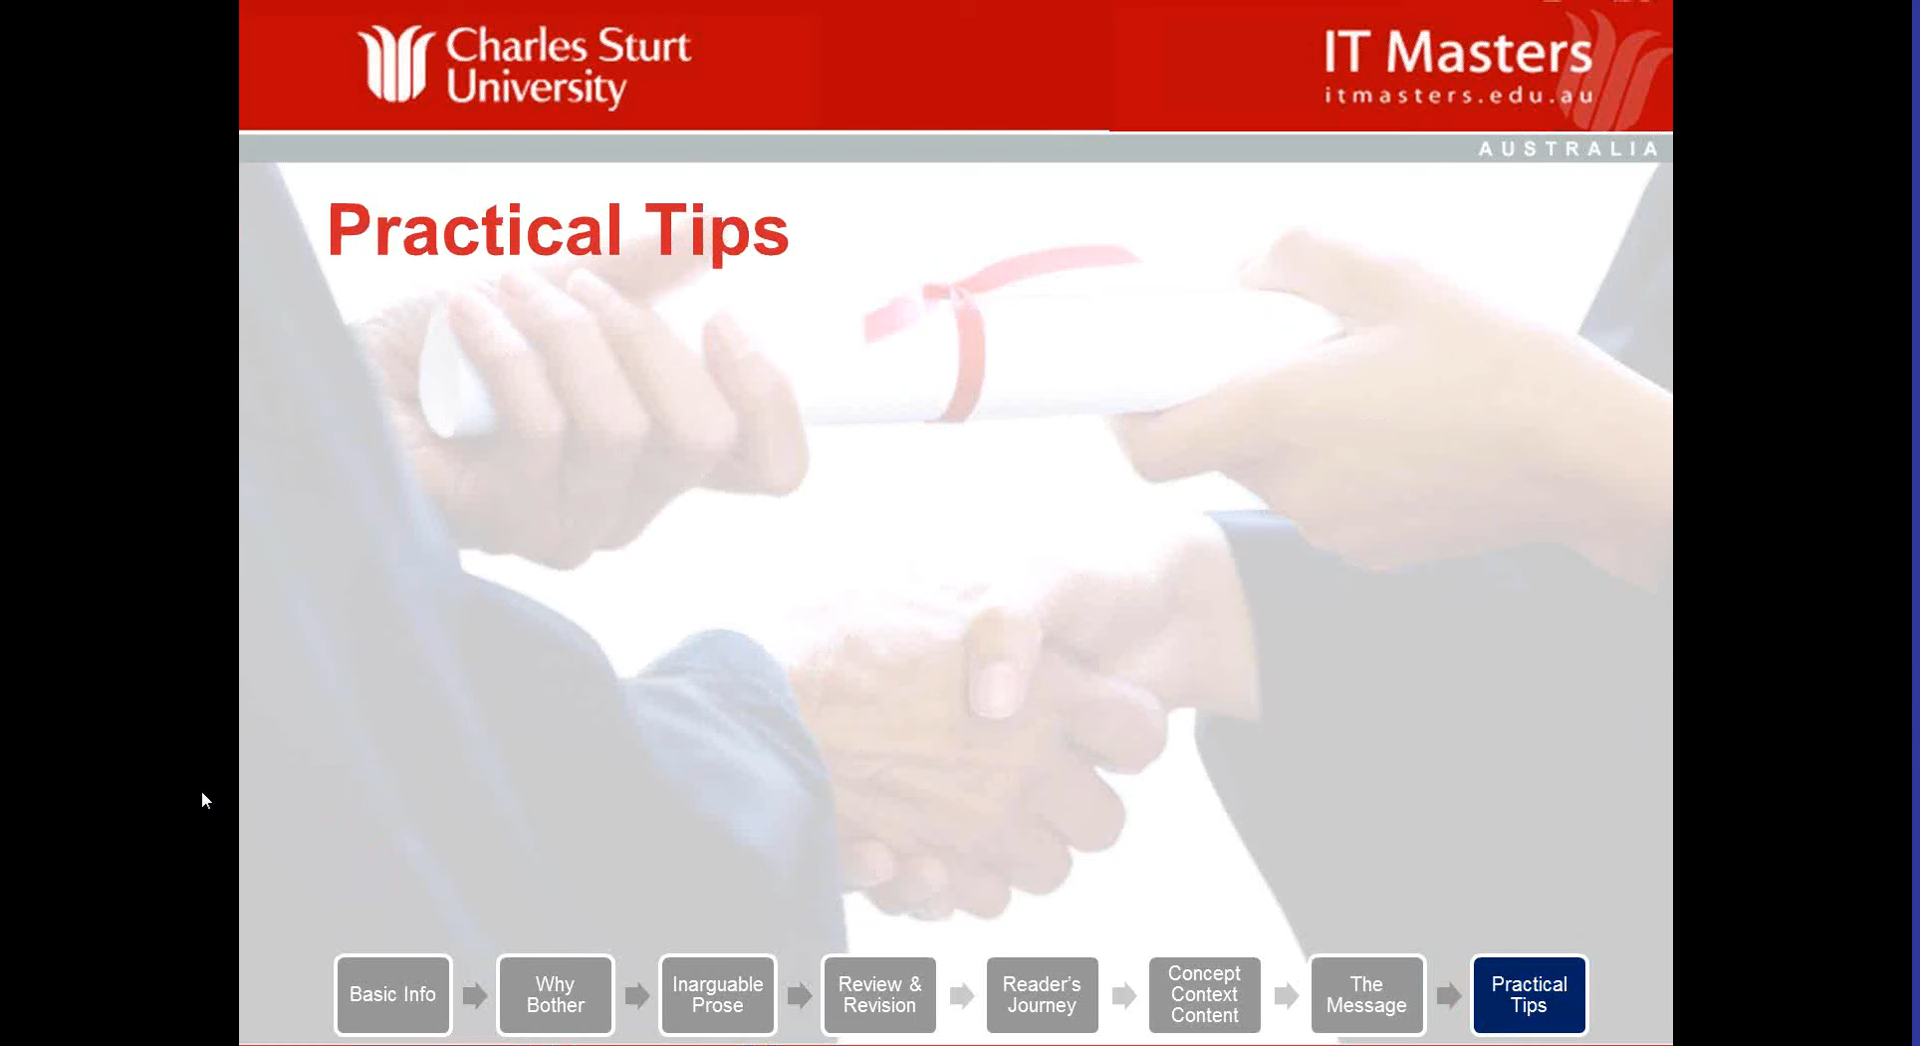 Charles Sturt
University
IT Masters
itmasters.edu.au
AUSTRALIA
Practical Tips
Basic Info
Why
Bother
Inarguable
Prose
Review &
Revision
Reader's
Journey
Concept
Context
Content
The
Message
Practical
Tips